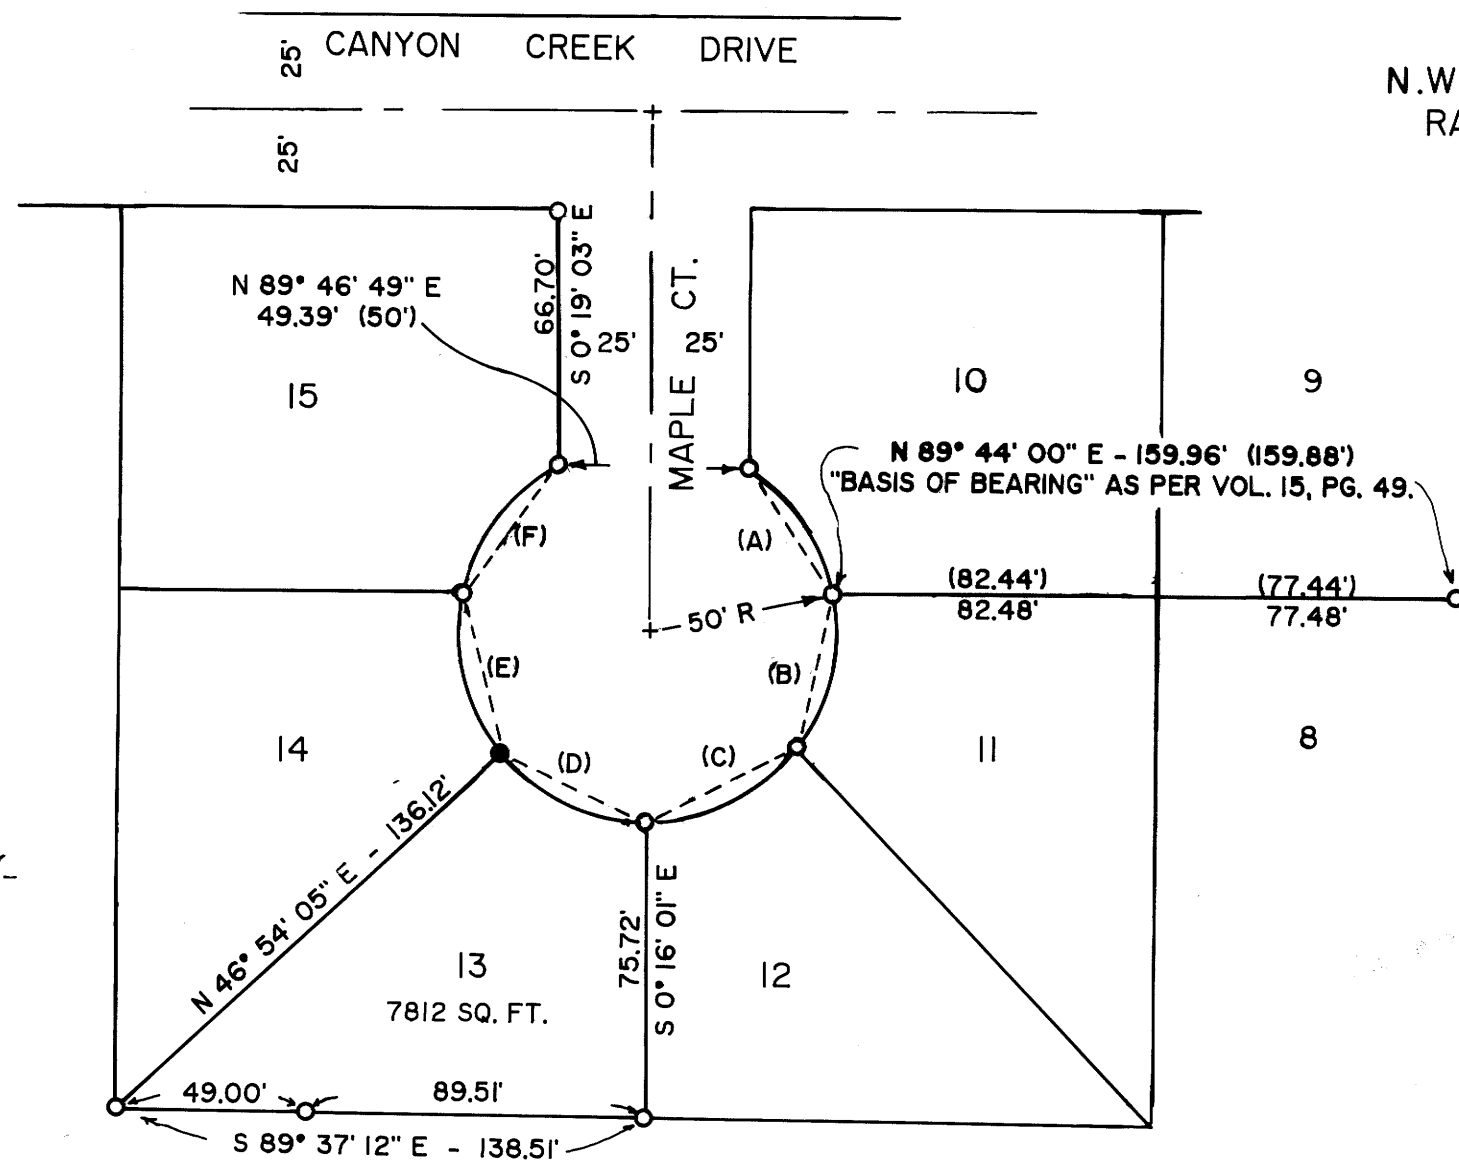 25' CANYON CREEK DRIVE
N.W
RA
25'
N 89° 46' 49" E
49.39' (50')
66.70'
S 0° 19' 03" E
25' 25'
MAPLE CT.
15
10
9
N 89° 44' 00" E - 159.96' (159.88')
"BASIS OF BEARING" AS PER VOL. 15, PG. 49.
(F)
(A)
(82.44')
82.48'
(77.44')
77.48'
50' R
(E)
(B)
14
(D)
(C)
11
8
N 46° 54' 05" E - 136.12'
75.72'
S 0° 16' 01" E
13
7812 SQ. FT.
12
49.00' 89.51'
S 89° 37' 12" E - 138.51'